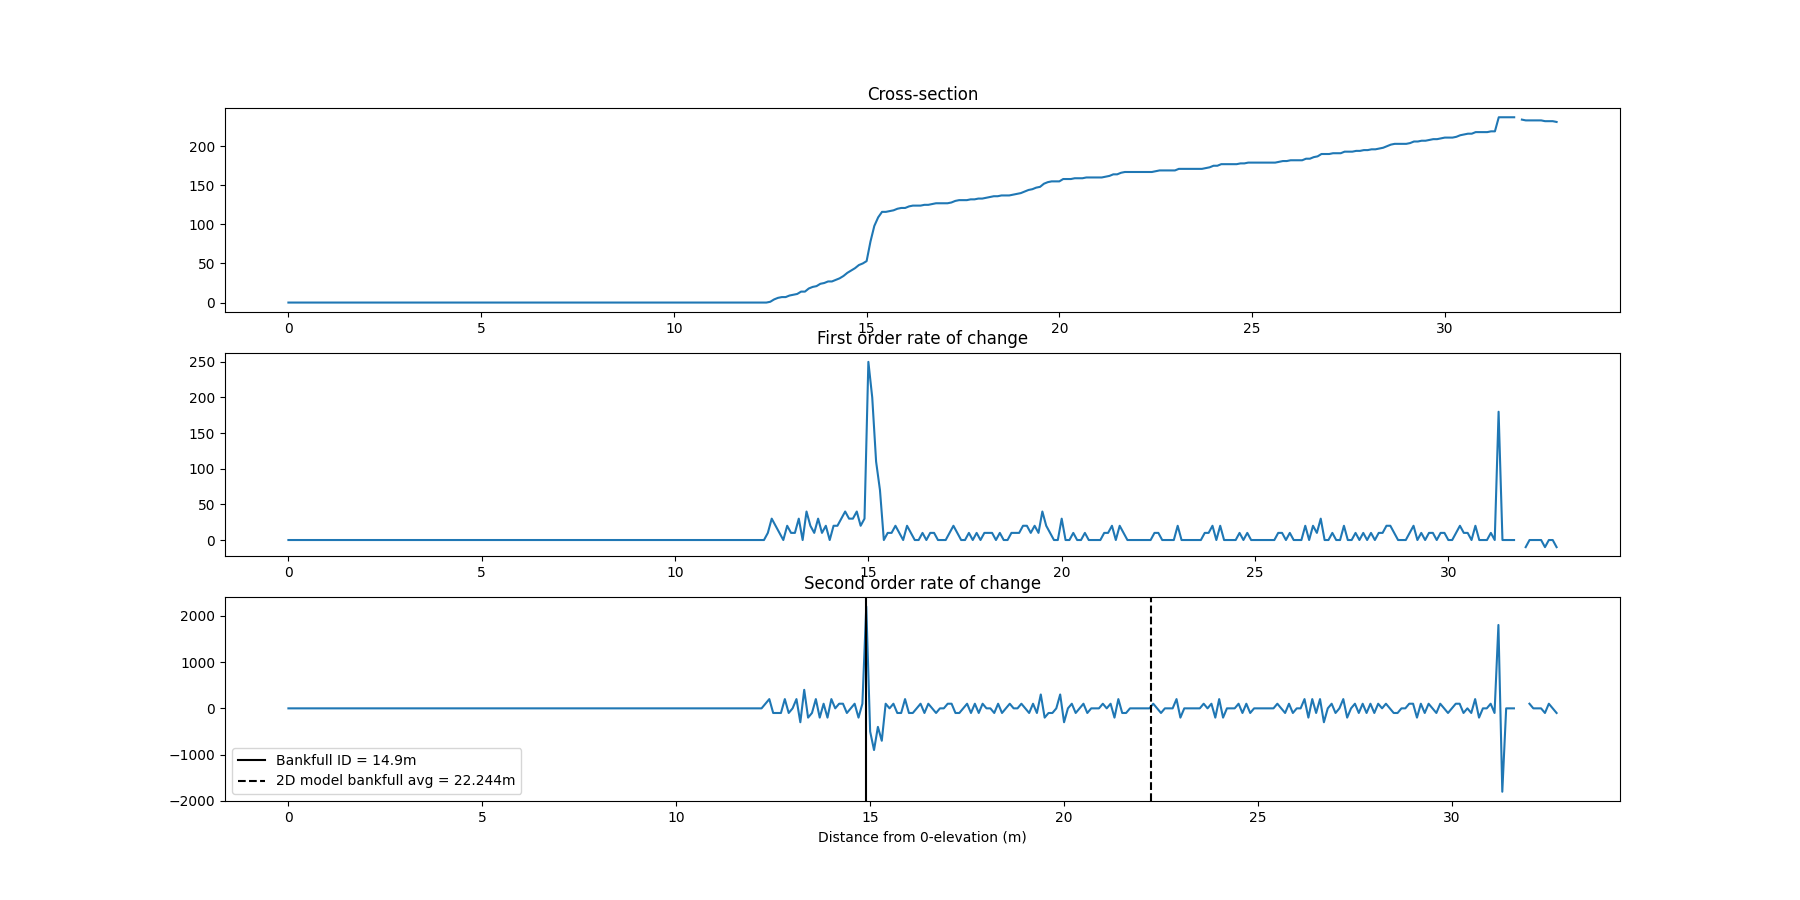 Cross-section
200
150
100
50
0
0 5 10 15 20 25 30
First order rate of change
250
200
150
100
50
0
0 5 10 15 20 25 30
Second order rate of change
2000
1000
0
−1000
−2000
Bankfull ID = 14.9m
2D model bankfull avg = 22.244m
0 5 10 15 20 25 30
Distance from 0-elevation (m)